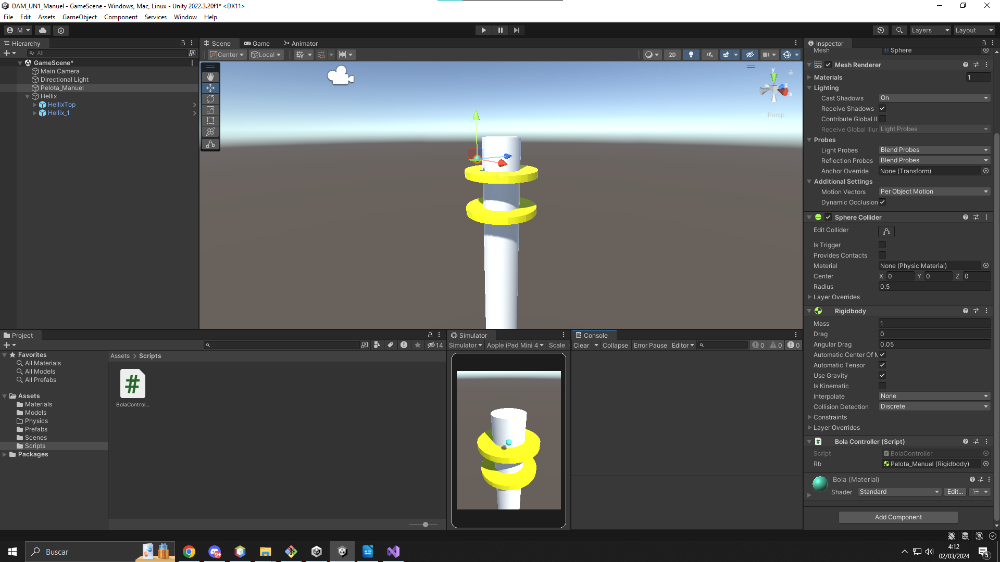 DAM_UN1_Manuel - GameScene - Windows, Mac, Linux - Unity 2022.3.20f1* <DX11>
File Edit Assets GameObject Component Services Window Help
M Layers Layout
Hierarchy
All
GameScene*
Main Camera
Directional Light
Pelota_Manuel
Hellix
HellixTop
Hellix_1
Scene Game Animator
Center Local 2D
y
z
x
Persp
Inspector
Mesh Sphere
Mesh Renderer
Materials 1
Lighting
Cast Shadows On
Receive Shadows
Contribute Global Il
Receive Global Illur Light Probes
Probes
Light Probes Blend Probes
Reflection Probes Blend Probes
Anchor Override None (Transform)
Additional Settings
Motion Vectors Per Object Motion
Dynamic Occlusion
Sphere Collider
Edit Collider
Is Trigger
Provides Contacts
Material None (Physic Material)
Center X 0 Y 0 Z 0
Radius 0.5
Layer Overrides
Rigidbody
Mass 1
Drag 0
Angular Drag 0.05
Automatic Center Of M
Automatic Tensor
Use Gravity
Is Kinematic
Interpolate None
Collision Detection Discrete
Constraints
Layer Overrides
# Bola Controller (Script)
Script BolaController
Rb Pelota_Manuel (Rigidbody)
Bola (Material)
Shader Standard Edit...
Add Component
Project
14
Favorites
All Materials
All Models
All Prefabs
Assets
Materials
Models
Physics
Prefabs
Scenes
Scripts
Packages
Assets > Scripts
#
BolaControl...
Simulator
Simulator Apple iPad Mini 4 Scale
Console
Clear Collapse Error Pause Editor 0 0 0
Buscar
9+
4:12
02/03/2024
5